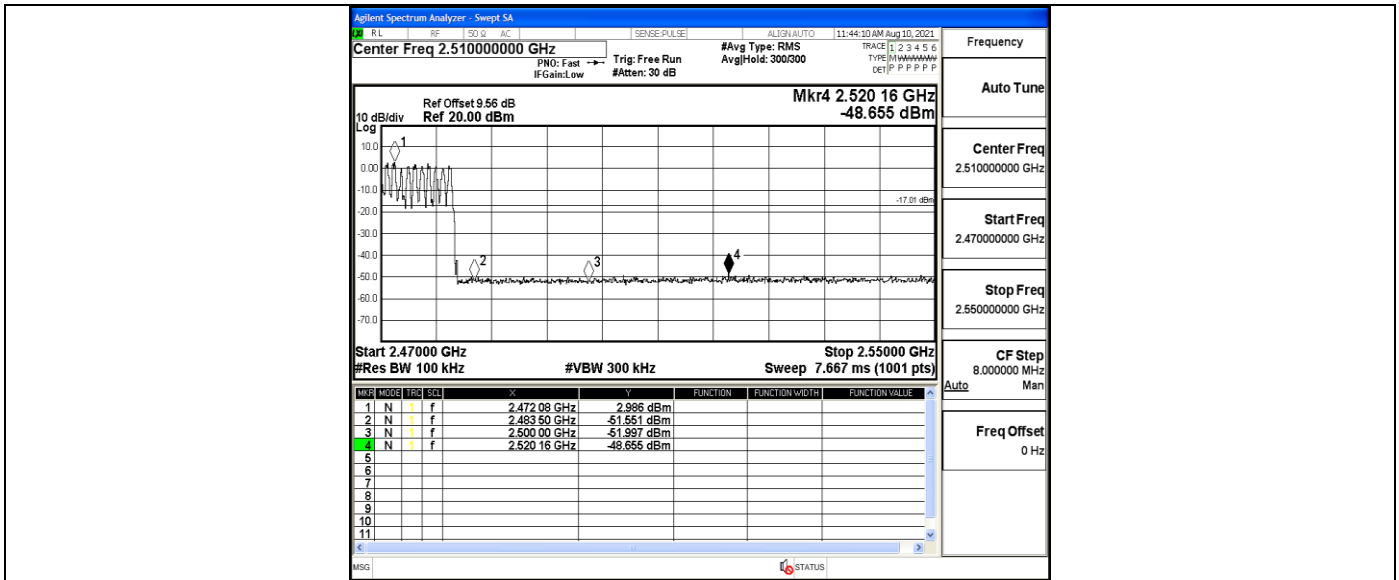 Agilent Spectrum Analyzer - Swept SA
RL RF 50 Ω AC SENSE:PULSE ALIGN AUTO 11:44:10 AM Aug 10, 2021
Center Freq 2.510000000 GHz
PNO: Fast
IFGain:Low
Trig: Free Run
#Atten: 30 dB
#Avg Type: RMS
Avg|Hold: 300/300
TRACE 1 2 3 4 5 6
TYPE M WWWWW
DET P P P P P P
Ref Offset 9.56 dB
10 dB/div Ref 20.00 dBm
Log
Mkr4 2.520 16 GHz
-48.655 dBm
10.0
0.00
-10.0
-20.0
-30.0
-40.0
-50.0
-60.0
-70.0
1
2
3
4
-17.01 dBm
Start 2.47000 GHz Stop 2.55000 GHz
#Res BW 100 kHz #VBW 300 kHz Sweep 7.667 ms (1001 pts)
MKR MODE TRC SCL X Y FUNCTION FUNCTION WIDTH FUNCTION VALUE
1 N 1 f 2.472 08 GHz 2.986 dBm
2 N 1 f 2.483 50 GHz -51.551 dBm
3 N 1 f 2.500 00 GHz -51.997 dBm
4 N 1 f 2.520 16 GHz -48.655 dBm
5
6
7
8
9
10
11
MSG STATUS
Frequency
Auto Tune
Center Freq
2.510000000 GHz
Start Freq
2.470000000 GHz
Stop Freq
2.550000000 GHz
CF Step
8.000000 MHz
Auto Man
Freq Offset
0 Hz